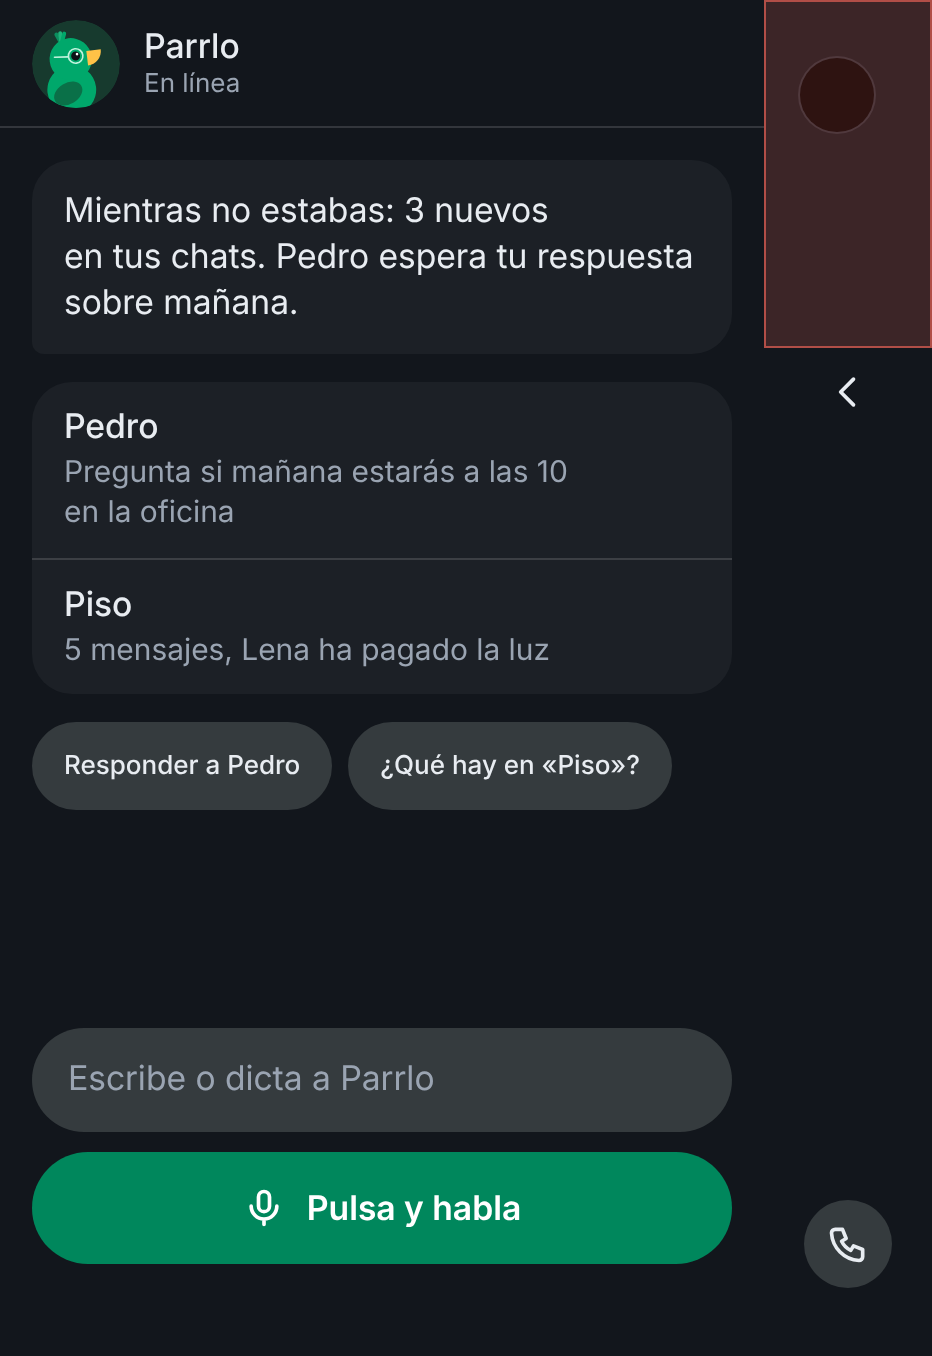 Parrlo
En línea
Mientras no estabas: 3 nuevos
en tus chats. Pedro espera tu respuesta
sobre mañana.
Pedro
Pregunta si mañana estarás a las 10
en la oficina
Piso
5 mensajes, Lena ha pagado la luz
Responder a Pedro
¿Qué hay en «Piso»?
Escribe o dicta a Parrlo
Pulsa y habla